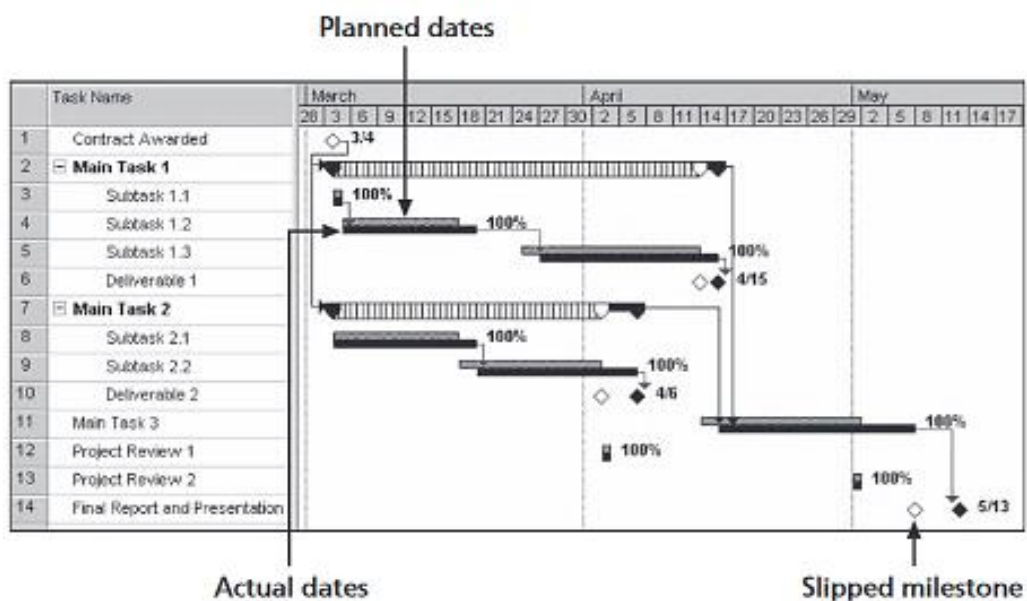 Planned dates
Task Name March April May
28 3 6 9 12 15 18 21 24 27 30 2 5 8 11 14 17 20 23 26 29 2 5 8 11 14 17
1 Contract Awarded 3/4
2 Main Task 1
3 Subtask 1.1 100%
4 Subtask 1.2 100%
5 Subtask 1.3 100%
6 Deliverable 1 4/15
7 Main Task 2
8 Subtask 2.1 100%
9 Subtask 2.2 100%
10 Deliverable 2 4/6
11 Main Task 3 100%
12 Project Review 1 100%
13 Project Review 2 100%
14 Final Report and Presentation 5/13
Actual dates Slipped milestone